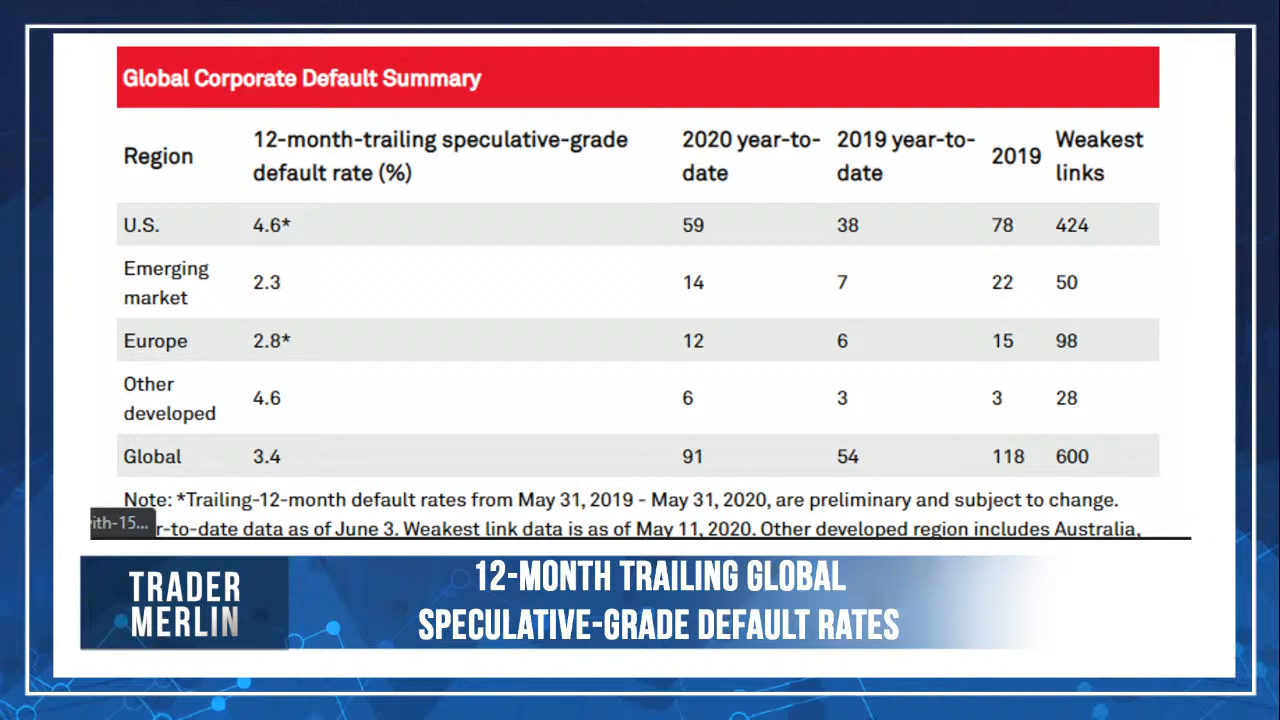 Global Corporate Default Summary
Region 12-month-trailing speculative-grade default rate (%) 2020 year-to-date 2019 year-to-date 2019 Weakest links
U.S. 4.6* 59 38 78 424
Emerging market 2.3 14 7 22 50
Europe 2.8* 12 6 15 98
Other developed 4.6 6 3 3 28
Global 3.4 91 54 118 600
Note: *Trailing-12-month default rates from May 31, 2019 - May 31, 2020, are preliminary and subject to change.
ith-15... r-to-date data as of June 3. Weakest link data is as of May 11, 2020. Other developed region includes Australia,
TRADER
MERLIN
12-MONTH TRAILING GLOBAL
SPECULATIVE-GRADE DEFAULT RATES